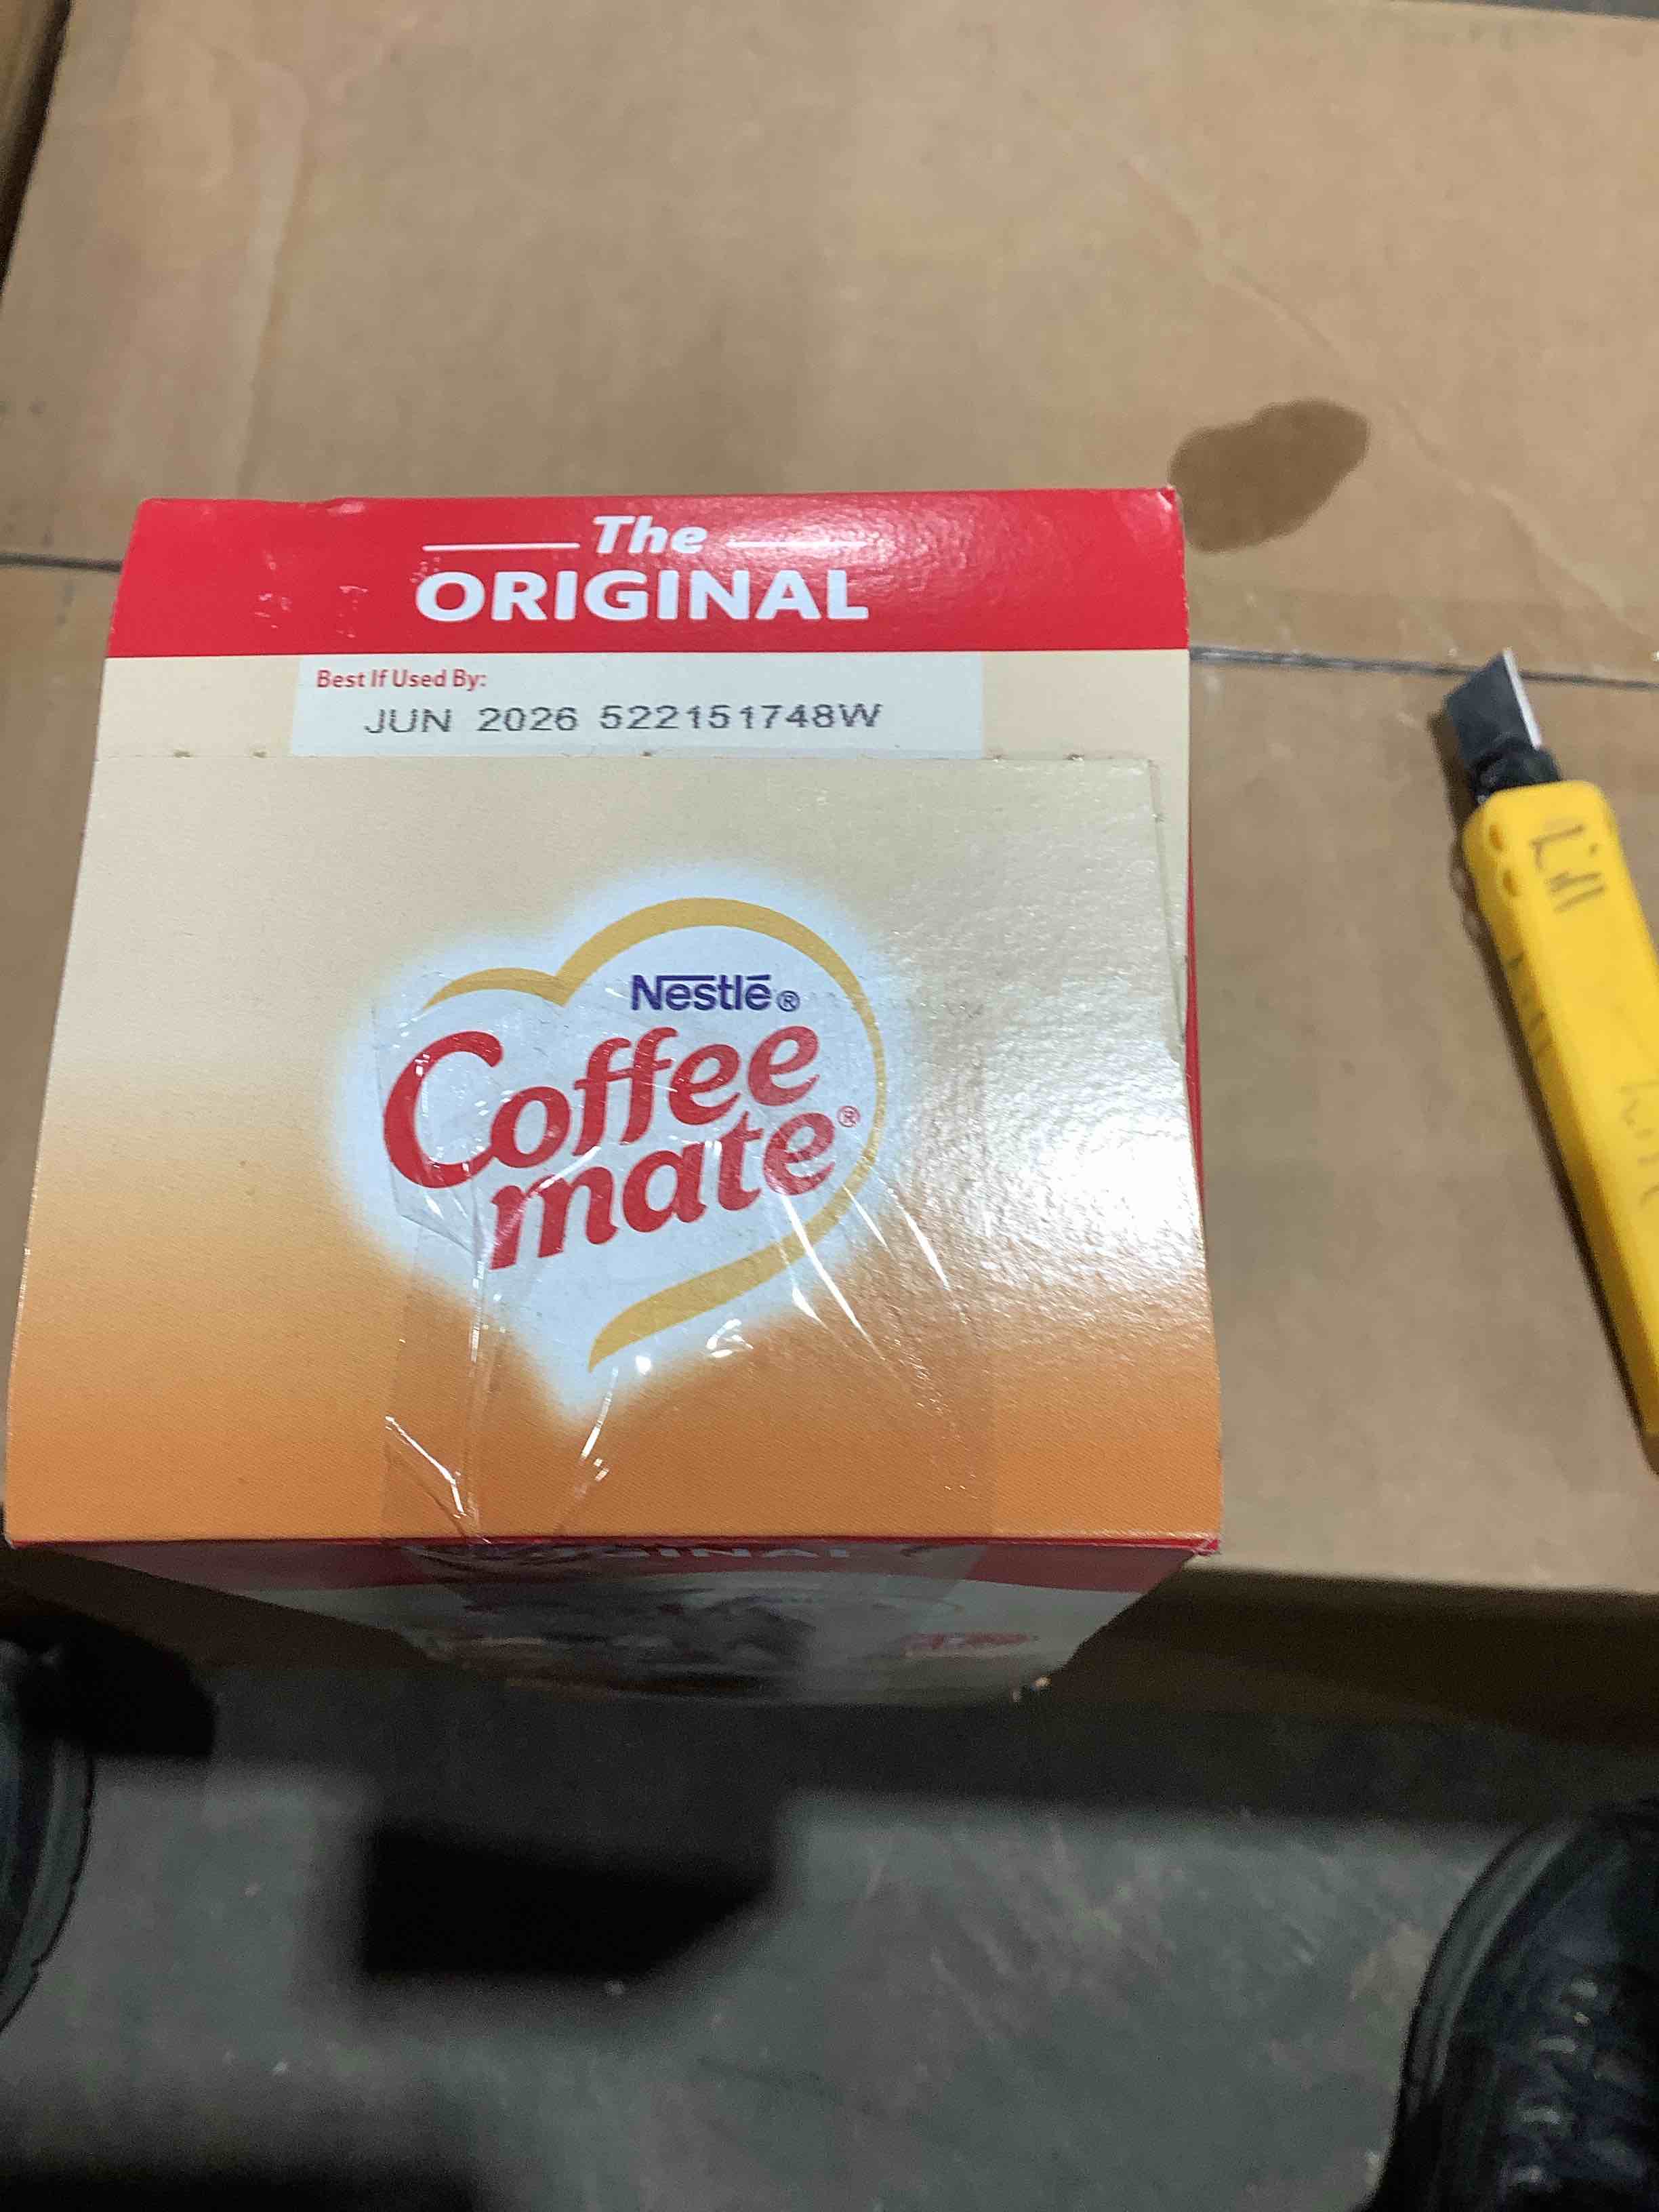 The
ORIGINAL
Best If Used By:
JUN 2026 522151748W
Nestlé®
Coffee
mate®